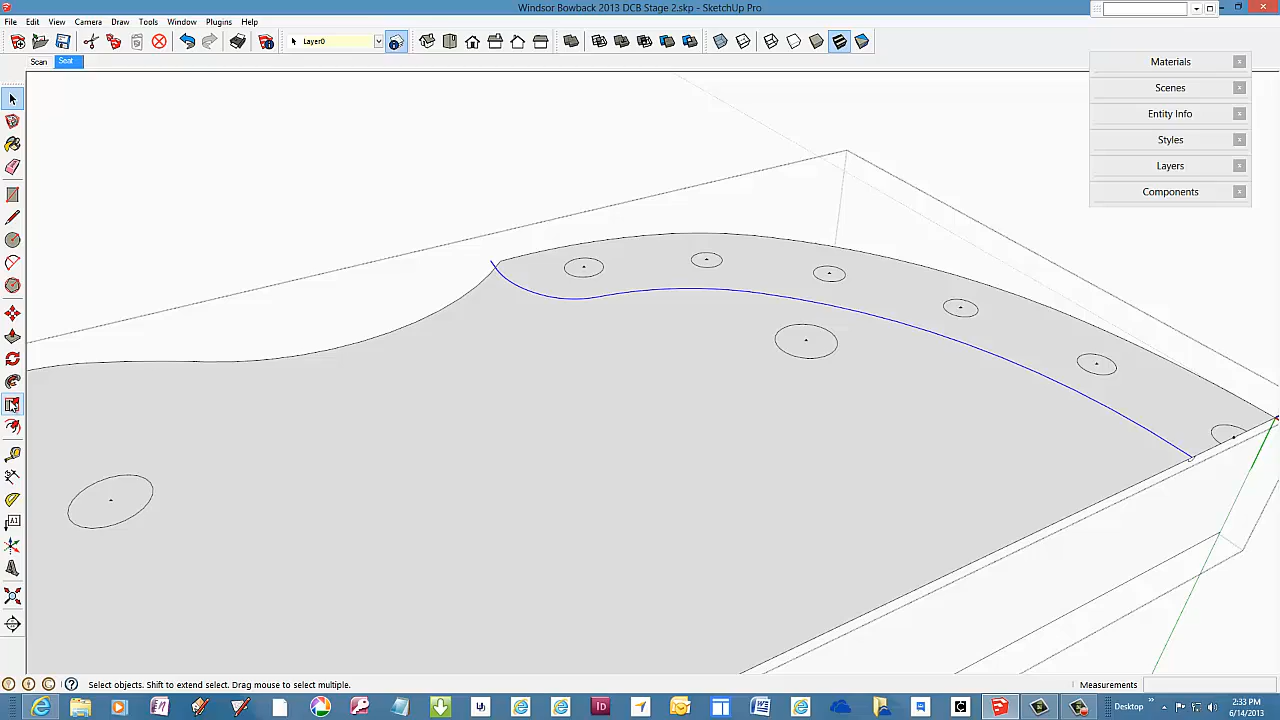 Windsor Bowback 2013 DCB Stage 2.skp - SketchUp Pro
File Edit View Camera Draw Tools Window Plugins Help
Layer0
Scan Seat
Materials
Scenes
Entity Info
Styles
Layers
Components
Select objects. Shift to extend select. Drag mouse to select multiple.
Measurements
Desktop
2:33 PM
6/14/2013